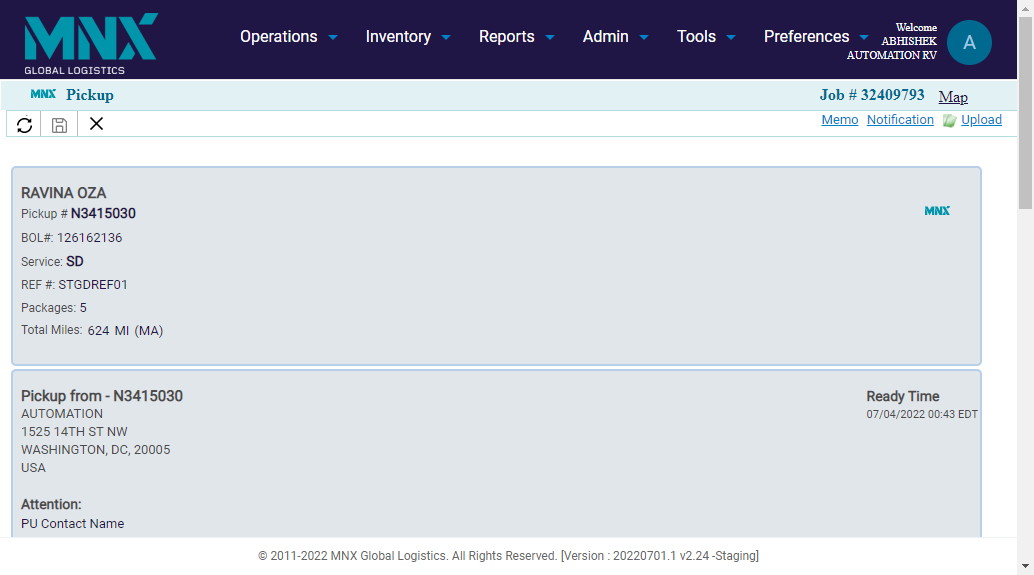 MNX
GLOBAL LOGISTICS
Operations Inventory Reports Admin Tools Preferences
Welcome
ABHISHEK
AUTOMATION RV
A
MNX Pickup Job # 32409793 Map
Memo Notification Upload
RAVINA OZA
Pickup # N3415030
MNX
BOL#: 126162136
Service: SD
REF #: STGDREF01
Packages: 5
Total Miles: 624 MI (MA)
Pickup from - N3415030 Ready Time
AUTOMATION 07/04/2022 00:43 EDT
1525 14TH ST NW
WASHINGTON, DC, 20005
USA
Attention:
PU Contact Name
© 2011-2022 MNX Global Logistics. All Rights Reserved. [Version : 20220701.1 v2.24 -Staging]